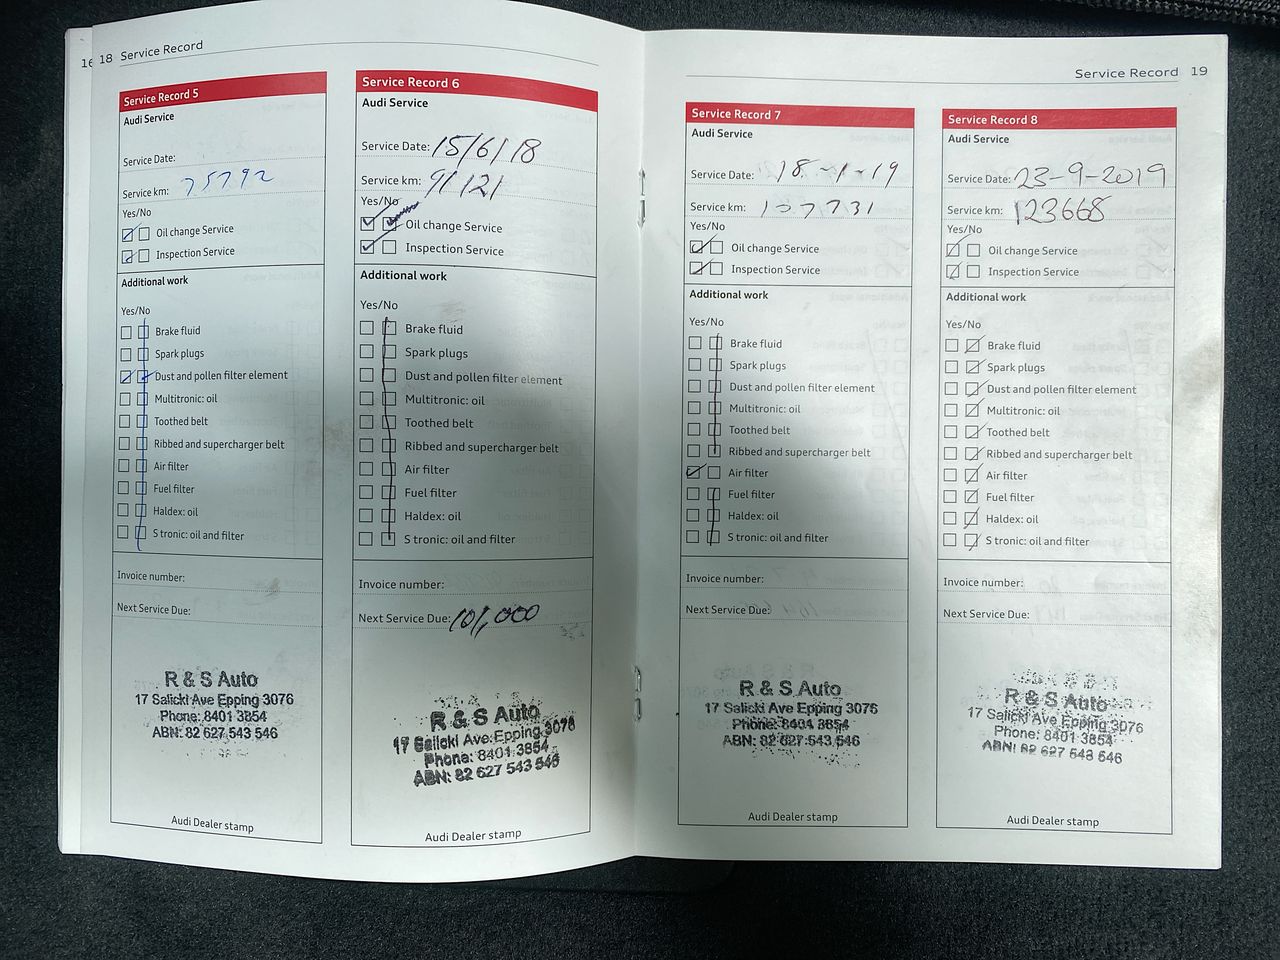 16 18 Service Record
Service Record 5
Audi Service
Service Date:
Service km: 75792
Yes/No
Oil change Service
Inspection Service
Additional work
Yes/No
Brake fluid
Spark plugs
Dust and pollen filter element
Multitronic: oil
Toothed belt
Ribbed and supercharger belt
Air filter
Fuel filter
Haldex: oil
S tronic: oil and filter
Invoice number:
Next Service Due:
R & S Auto
17 Salicki Ave Epping 3076
Phone: 8401 3854
ABN: 82 627 543 546
Audi Dealer stamp
Service Record 6
Audi Service
Service Date: 15/6/18
Service km: 91121
Yes/No
Oil change Service
Inspection Service
Additional work
Yes/No
Brake fluid
Spark plugs
Dust and pollen filter element
Multitronic: oil
Toothed belt
Ribbed and supercharger belt
Air filter
Fuel filter
Haldex: oil
S tronic: oil and filter
Invoice number:
Next Service Due: 101,000
R & S Auto
17 Salicki Ave Epping 3076
Phone: 8401 3854
ABN: 82 627 543 546
Audi Dealer stamp
Service Record 19
Service Record 7
Audi Service
Service Date: 18-1-19
Service km: 107731
Yes/No
Oil change Service
Inspection Service
Additional work
Yes/No
Brake fluid
Spark plugs
Dust and pollen filter element
Multitronic: oil
Toothed belt
Ribbed and supercharger belt
Air filter
Fuel filter
Haldex: oil
S tronic: oil and filter
Invoice number:
Next Service Due:
R & S Auto
17 Salicki Ave Epping 3076
Phone: 8401 3854
ABN: 82 627 543 546
Audi Dealer stamp
Service Record 8
Audi Service
Service Date: 23-9-2019
Service km: 123668
Yes/No
Oil change Service
Inspection Service
Additional work
Yes/No
Brake fluid
Spark plugs
Dust and pollen filter element
Multitronic: oil
Toothed belt
Ribbed and supercharger belt
Air filter
Fuel filter
Haldex: oil
S tronic: oil and filter
Invoice number:
Next Service Due:
R & S Auto
17 Salicki Ave Epping 3076
Phone: 8401 3854
ABN: 82 627 543 546
Audi Dealer stamp